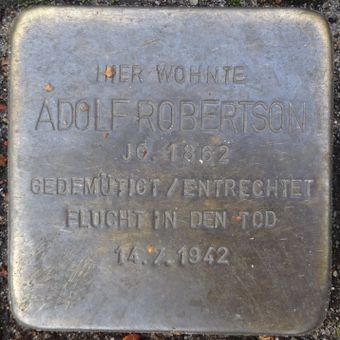 HIER WOHNTE
ADOLF ROBERTSON
JG. 1862
GEDEMÜTIGT / ENTRECHTET
FLUCHT IN DEN TOD
14.7.1942